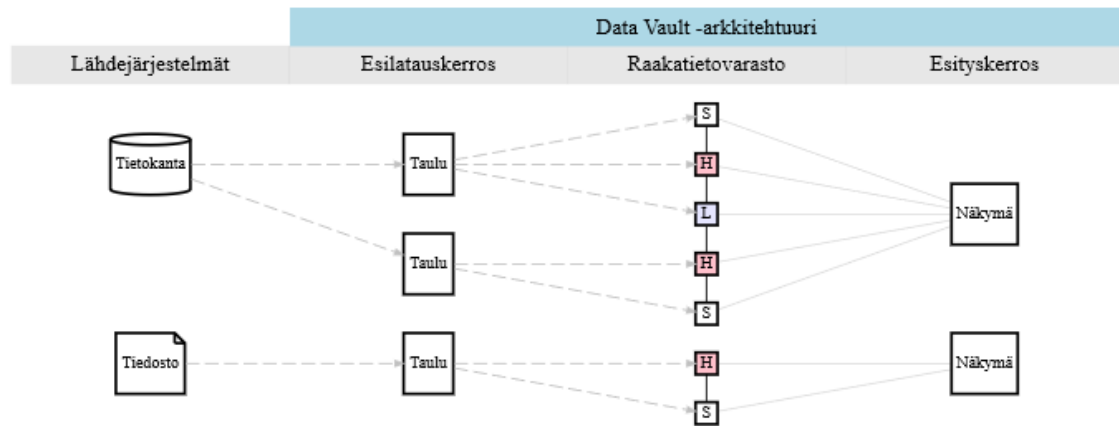 Data Vault -arkkitehtuuri
Lähdejärjestelmät Esilatauskerros Raakatietovarasto Esityskerros
S
Tietokanta Taulu H
L Näkymä
Taulu H
S
Tiedosto Taulu H Näkymä
S